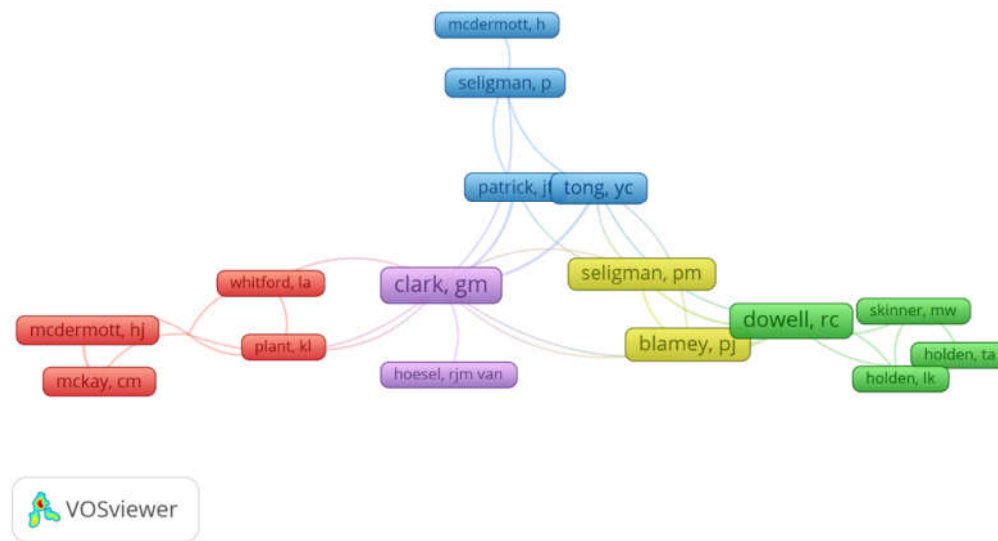 mcdermott, h
seligman, p
patrick, jf
tong, yc
whitford, la
clark, gm
seligman, pm
mcdermott, hj
plant, kl
blamey, pj
dowell, rc
skinner, mw
mckay, cm
hoesel, rjm van
holden, ta
holden, lk
VOSviewer